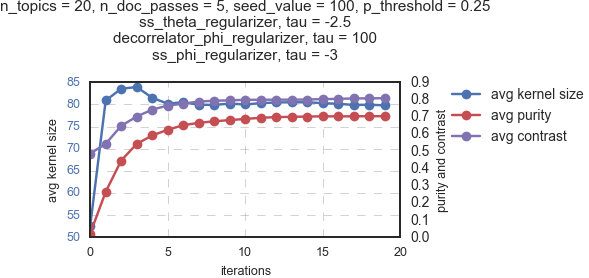 n_topics = 20, n_doc_passes = 5, seed_value = 100, p_threshold = 0.25
ss_theta_regularizer, tau = -2.5
decorrelator_phi_regularizer, tau = 100
ss_phi_regularizer, tau = -3
85
80
75
70
65
60
55
50
avg kernel size
0
5
10
15
20
iterations
0.9
0.8
0.7
0.6
0.5
0.4
0.3
0.2
0.1
0.0
purity and contrast
avg kernel size
avg purity
avg contrast